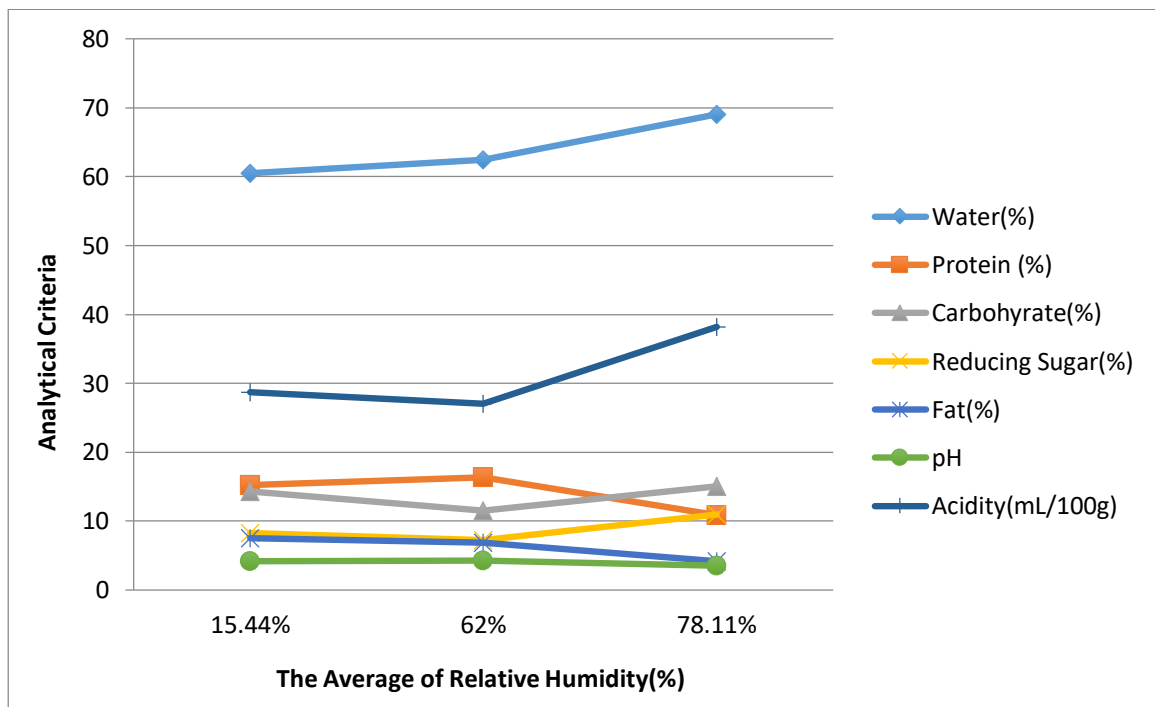 80
70
60
50
40
30
20
10
0
Analytical Criteria
15.44%
62%
78.11%
The Average of Relative Humidity(%)
Water(%)
Protein (%)
Carbohyrate(%)
Reducing Sugar(%)
Fat(%)
pH
Acidity(mL/100g)